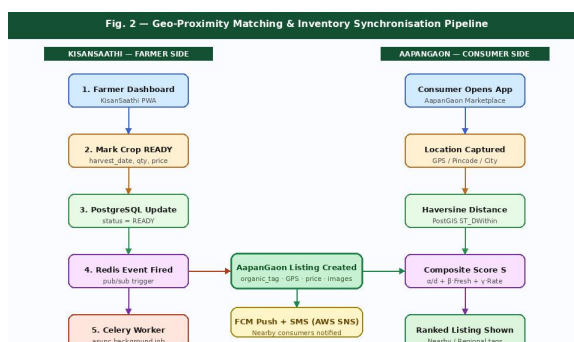 Fig. 2 — Geo-Proximity Matching & Inventory Synchronisation Pipeline
KISANSAATHI — FARMER SIDE
AAPANGAON — CONSUMER SIDE
1. Farmer Dashboard
KisanSaathi PWA
Consumer Opens App
AapanGaon Marketplace
2. Mark Crop READY
harvest_date, qty, price
Location Captured
GPS / Pincode / City
3. PostgreSQL Update
status = READY
Haversine Distance
PostGIS ST_DWithin
4. Redis Event Fired
pub/sub trigger
AapanGaon Listing Created
organic_tag · GPS · price · images
Composite Score S
α/d + β·Fresh + γ·Rate
FCM Push + SMS (AWS SNS)
Nearby consumers notified
5. Celery Worker
async background job
Ranked Listing Shown
Nearby / Regional tags